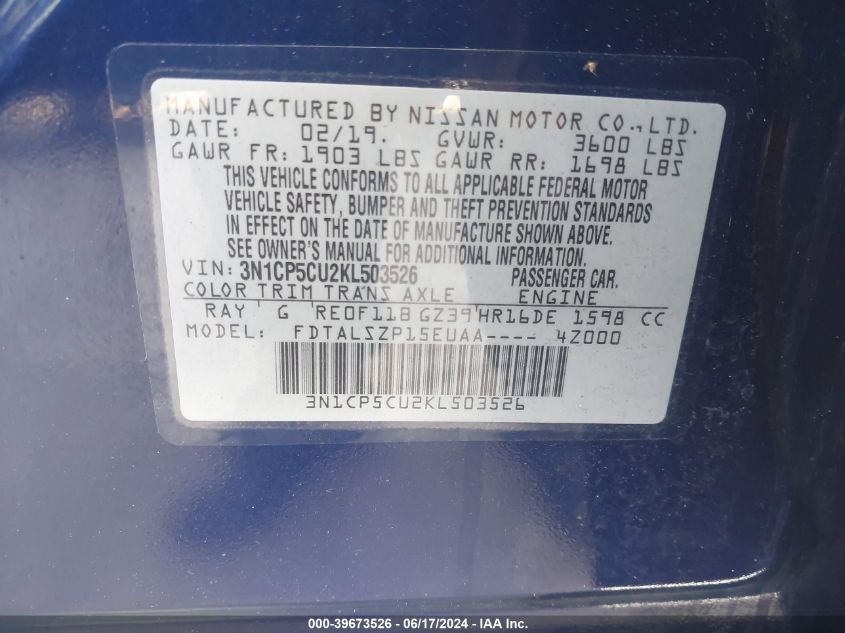 MANUFACTURED BY NISSAN MOTOR CO., LTD.
DATE: 02/19. GVWR: 3600 LBS
GAWR FR: 1903 LBS GAWR RR: 1698 LBS
THIS VEHICLE CONFORMS TO ALL APPLICABLE FEDERAL MOTOR
VEHICLE SAFETY, BUMPER AND THEFT PREVENTION STANDARDS
IN EFFECT ON THE DATE OF MANUFACTURE SHOWN ABOVE.
SEE OWNER'S MANUAL FOR ADDITIONAL INFORMATION.
VIN: 3N1CP5CU2KL503526 PASSENGER CAR.
COLOR TRIM TRANS AXLE ENGINE
RAY G RE0F11B GZ39 HR16DE 1598 CC
MODEL: FDTALSZP15EUAA---- 4Z000
3N1CP5CU2KL503526
000-39673526 - 06/17/2024 - IAA Inc.